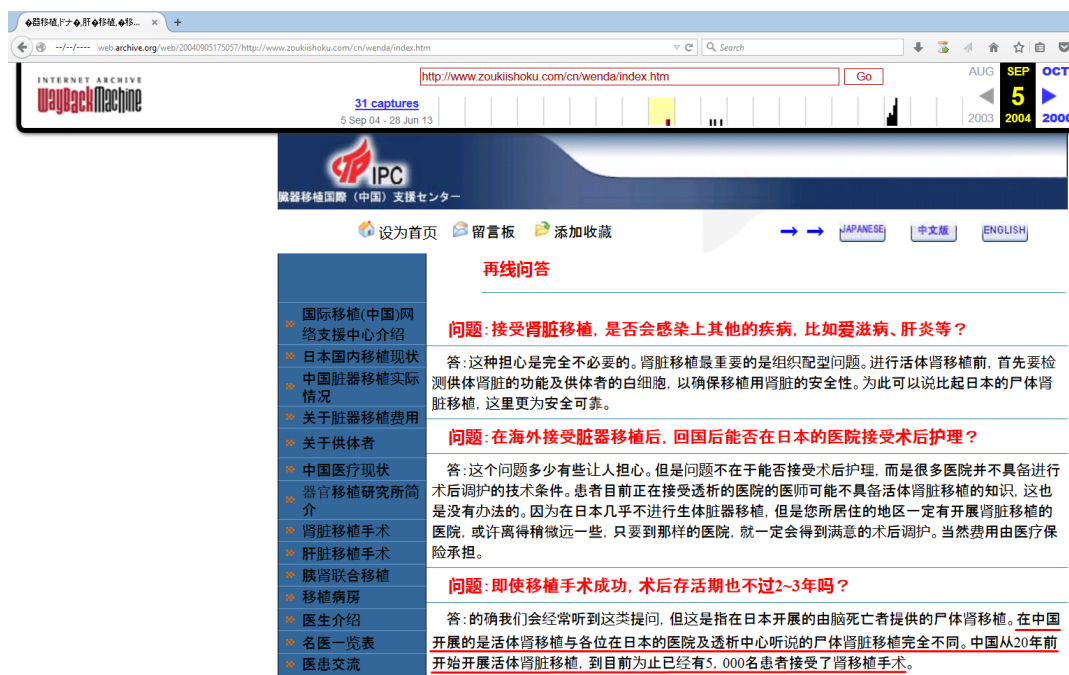 �器移植,ドナ�,肝�移植,�移... × +
--/--/---- web.archive.org/web/20040905175057/http://www.zoukiishoku.com/cn/wenda/index.htm Search
INTERNET ARCHIVE
WayBackMachine
http://www.zoukiishoku.com/cn/wenda/index.htm Go
31 captures
5 Sep 04 - 28 Jun 13
AUG SEP OCT
5
2003 2004 2006
IPC
臓器移植国際（中国）支援センター
设为首页 留言板 添加收藏 → → JAPANESE 中文版 ENGLISH
再线问答
国际移植(中国)网
络支援中心介绍
日本国内移植现状
中国脏器移植实际
情况
关于脏器移植费用
关于供体者
中国医疗现状
器官移植研究所简
介
肾脏移植手术
肝脏移植手术
胰肾联合移植
移植病房
医生介绍
名医一览表
医患交流
问题:接受肾脏移植, 是否会感染上其他的疾病, 比如爱滋病、肝炎等？
答:这种担心是完全不必要的。肾脏移植最重要的是组织配型问题。进行活体肾移植前, 首先要检
测供体肾脏的功能及供体者的白细胞, 以确保移植用肾脏的安全性。为此可以说比起日本的尸体肾
脏移植, 这里更为安全可靠。
问题:在海外接受脏器移植后, 回国后能否在日本的医院接受术后护理？
答:这个问题多少有些让人担心。但是问题不在于能否接受术后护理, 而是很多医院并不具备进行
术后调护的技术条件。患者目前正在接受透析的医院的医师可能不具备活体肾脏移植的知识, 这也
是没有办法的。因为在日本几乎不进行生体脏器移植, 但是您所居住的地区一定有开展肾脏移植的
医院, 或许离得稍微远一些, 只要到那样的医院, 就一定会得到满意的术后调护。当然费用由医疗保
险承担。
问题:即使移植手术成功, 术后存活期也不过2~3年吗？
答:的确我们会经常听到这类提问, 但这是指在日本开展的由脑死亡者提供的尸体肾移植。在中国
开展的是活体肾移植与各位在日本的医院及透析中心听说的尸体肾脏移植完全不同。中国从20年前
开始开展活体肾脏移植, 到目前为止已经有5, 000名患者接受了肾移植手术。